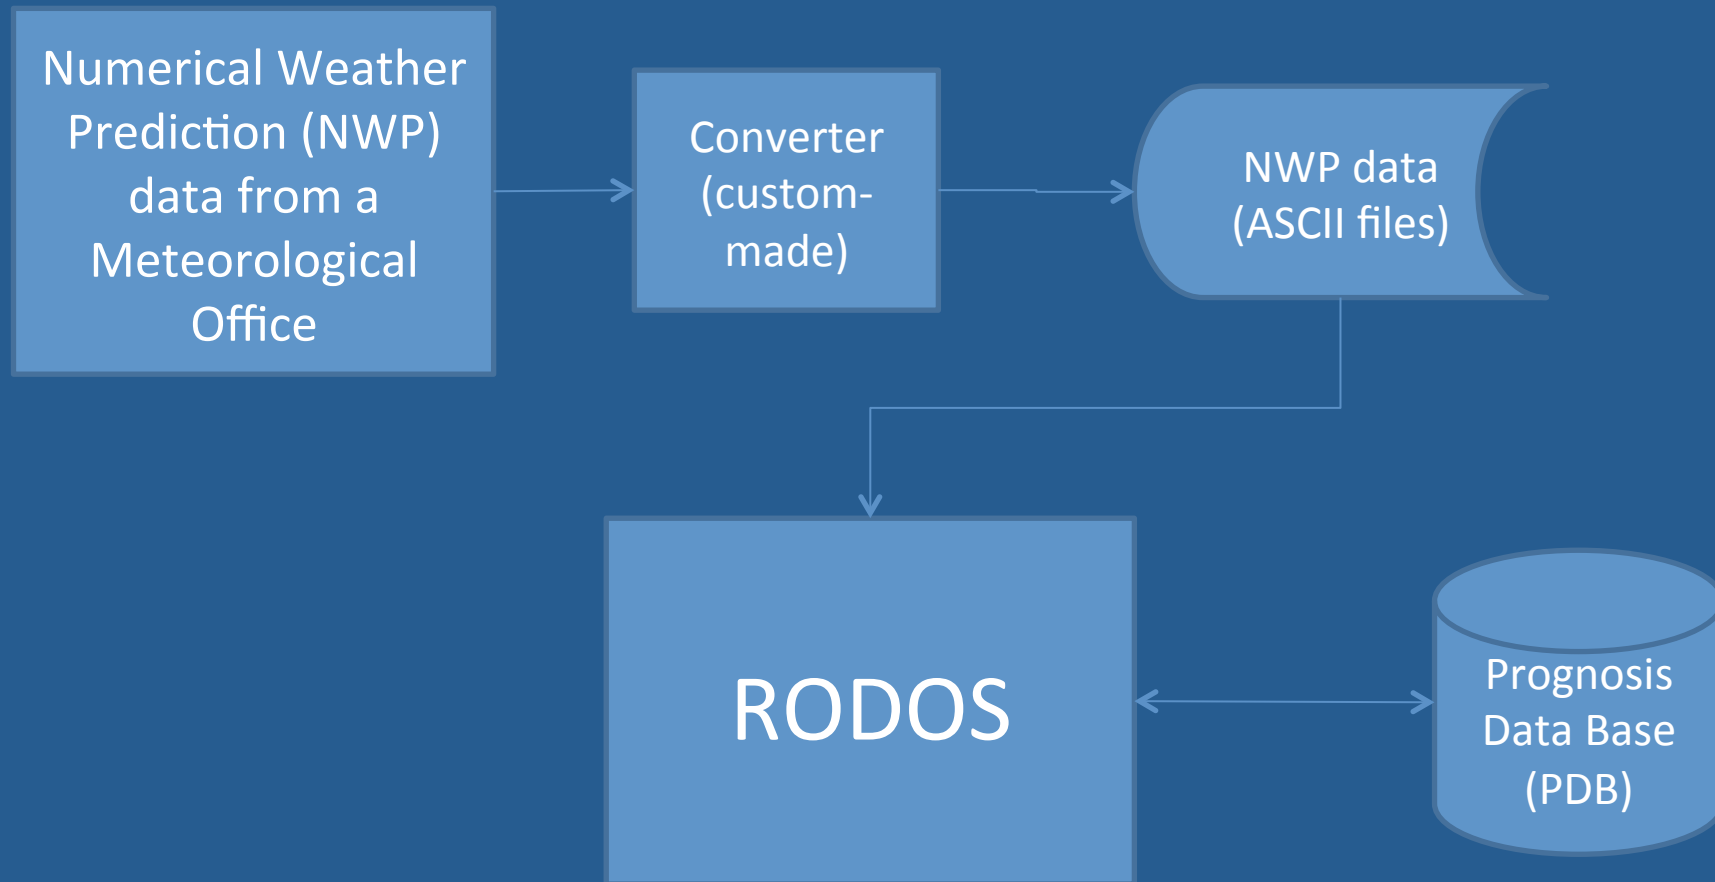 Numerical Weather
Prediction (NWP)
data from a
Meteorological
Office
Converter
(custom-
made)
NWP data
(ASCII files)
RODOS
Prognosis
Data Base
(PDB)